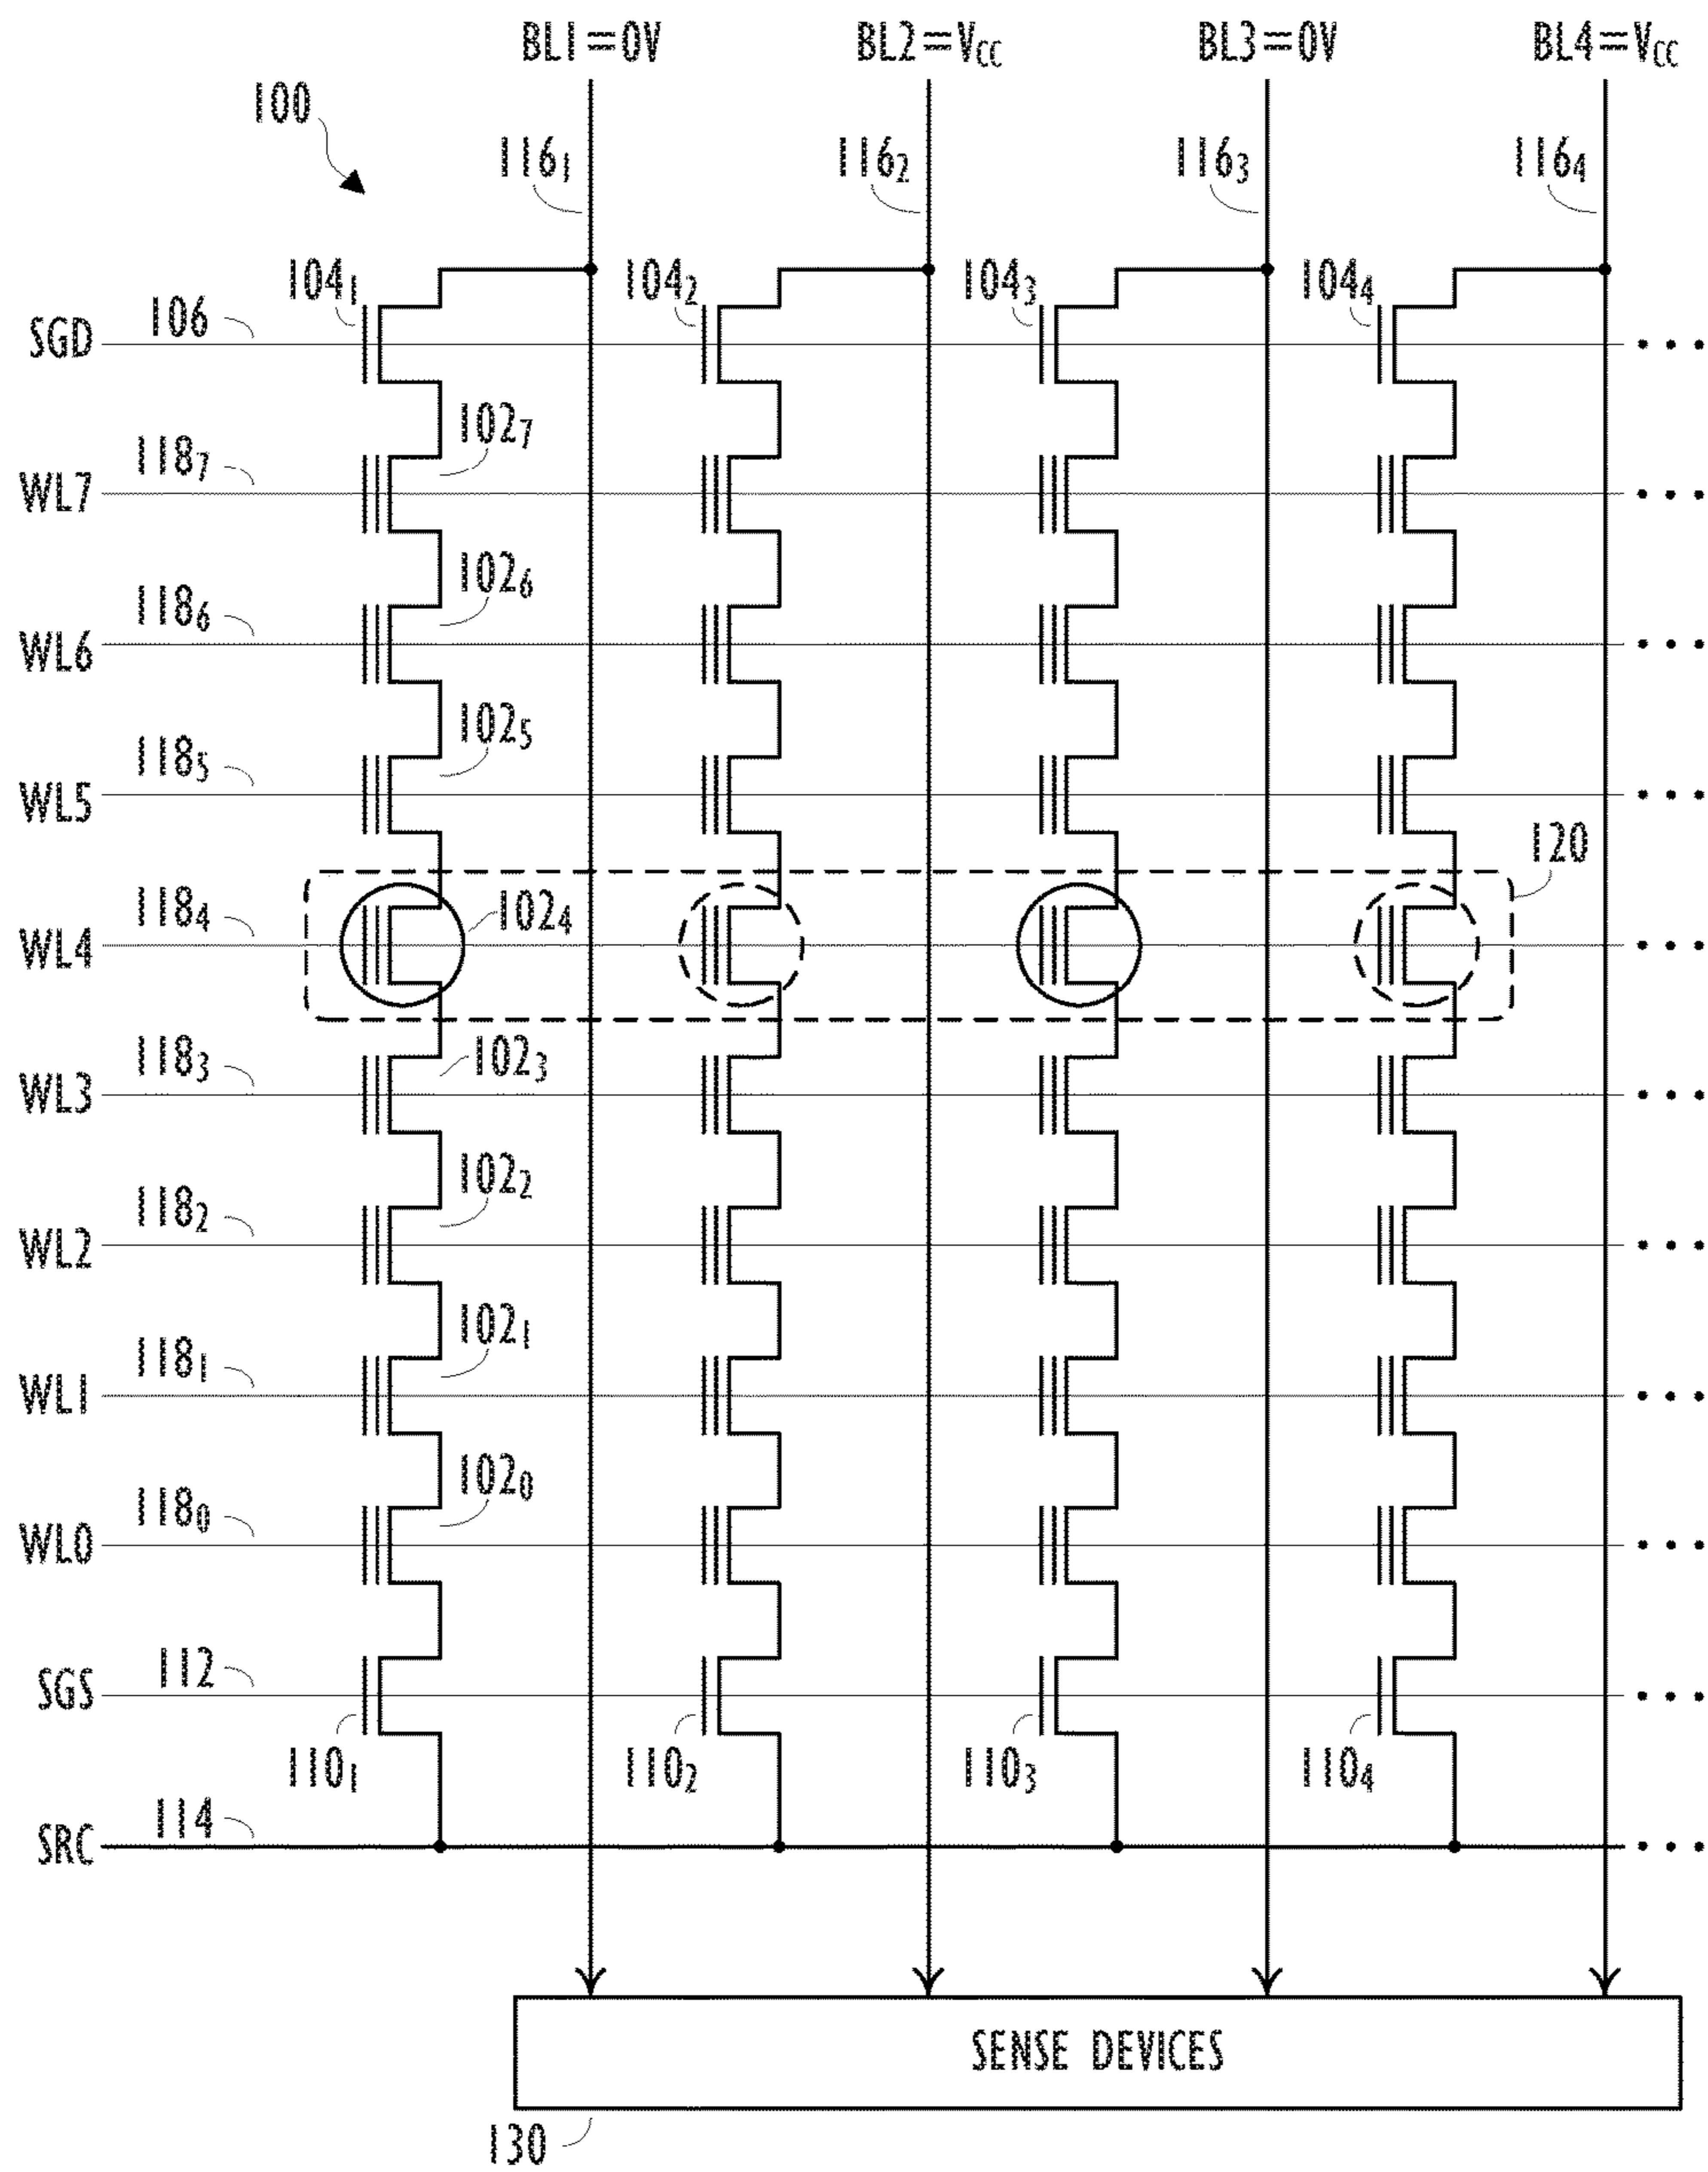 BL1=0V BL2=V_CC BL3=0V BL4=V_CC
100
116₁ 116₂ 116₃ 116₄
104₁ 104₂ 104₃ 104₄
SGD 106
102₇
WL7 118₇
102₆
WL6 118₆
102₅
WL5 118₅
120
WL4 118₄ 102₄
WL3 118₃ 102₃
102₂
WL2 118₂
102₁
WL1 118₁
102₀
WL0 118₀
SGS 112
110₁ 110₂ 110₃ 110₄
SRC 114
SENSE DEVICES
130